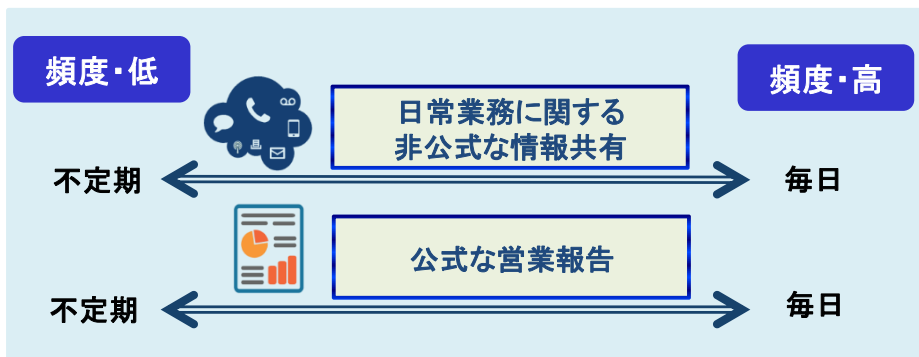 頻度・低
頻度・高
日常業務に関する
非公式な情報共有
不定期
毎日
公式な営業報告
不定期
毎日